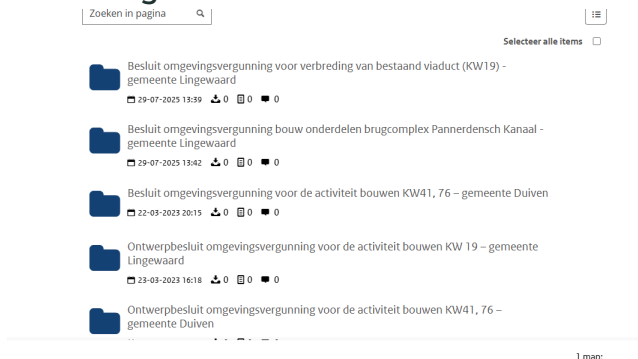 Zoeken in pagina
Selecteer alle items
Besluit omgevingsvergunning voor verbreding van bestaand viaduct (KW19) -
gemeente Lingewaard
29-07-2025 13:39 0 0 0
Besluit omgevingsvergunning bouw onderdelen brugcomplex Pannerdensch Kanaal -
gemeente Lingewaard
29-07-2025 13:42 0 0 0
Besluit omgevingsvergunning voor de activiteit bouwen KW41, 76 – gemeente Duiven
22-03-2023 20:15 0 0 0
Ontwerpbesluit omgevingsvergunning voor de activiteit bouwen KW 19 – gemeente
Lingewaard
23-03-2023 16:18 0 0 0
Ontwerpbesluit omgevingsvergunning voor de activiteit bouwen KW41, 76 –
gemeente Duiven
1 map: